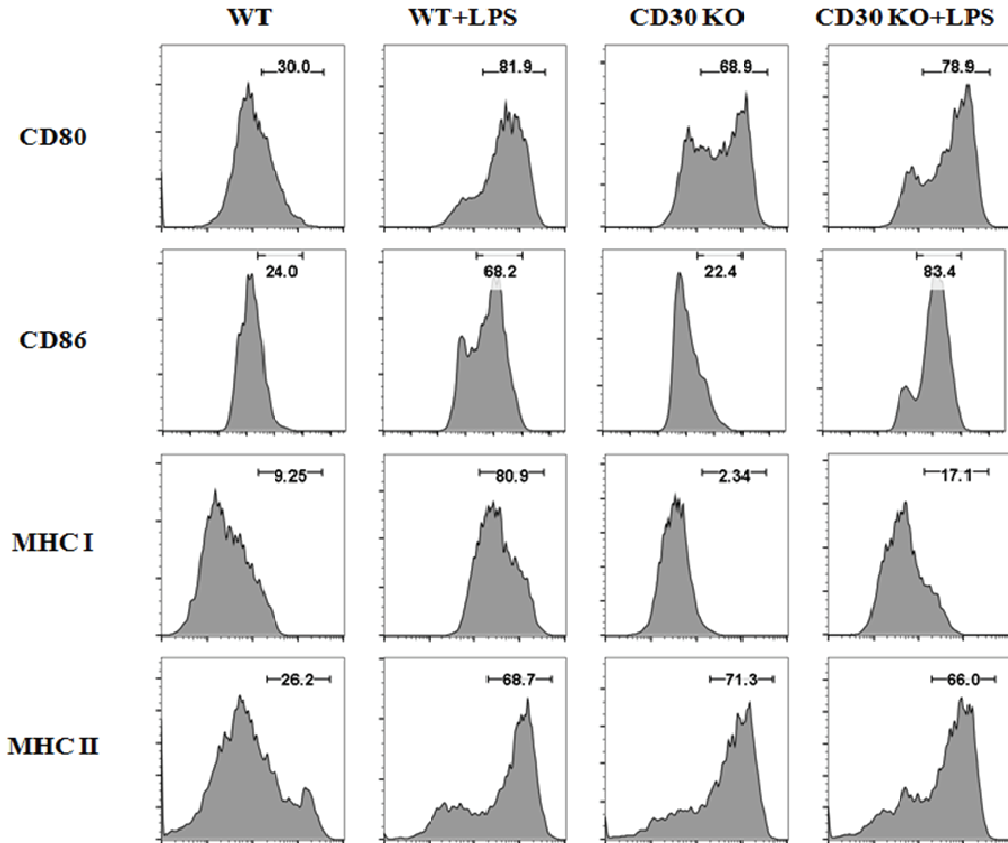 WT WT+LPS CD30 KO CD30 KO+LPS
CD80 30.0 81.9 68.9 78.9
CD86 24.0 68.2 22.4 83.4
MHC I 9.25 80.9 2.34 17.1
MHC II 26.2 68.7 71.3 66.0